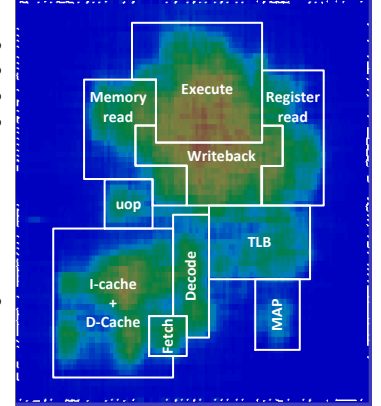 Execute
Memory
read
Register
read
Writeback
uop
TLB
I-cache
+
D-Cache
Decode
Fetch
MAP